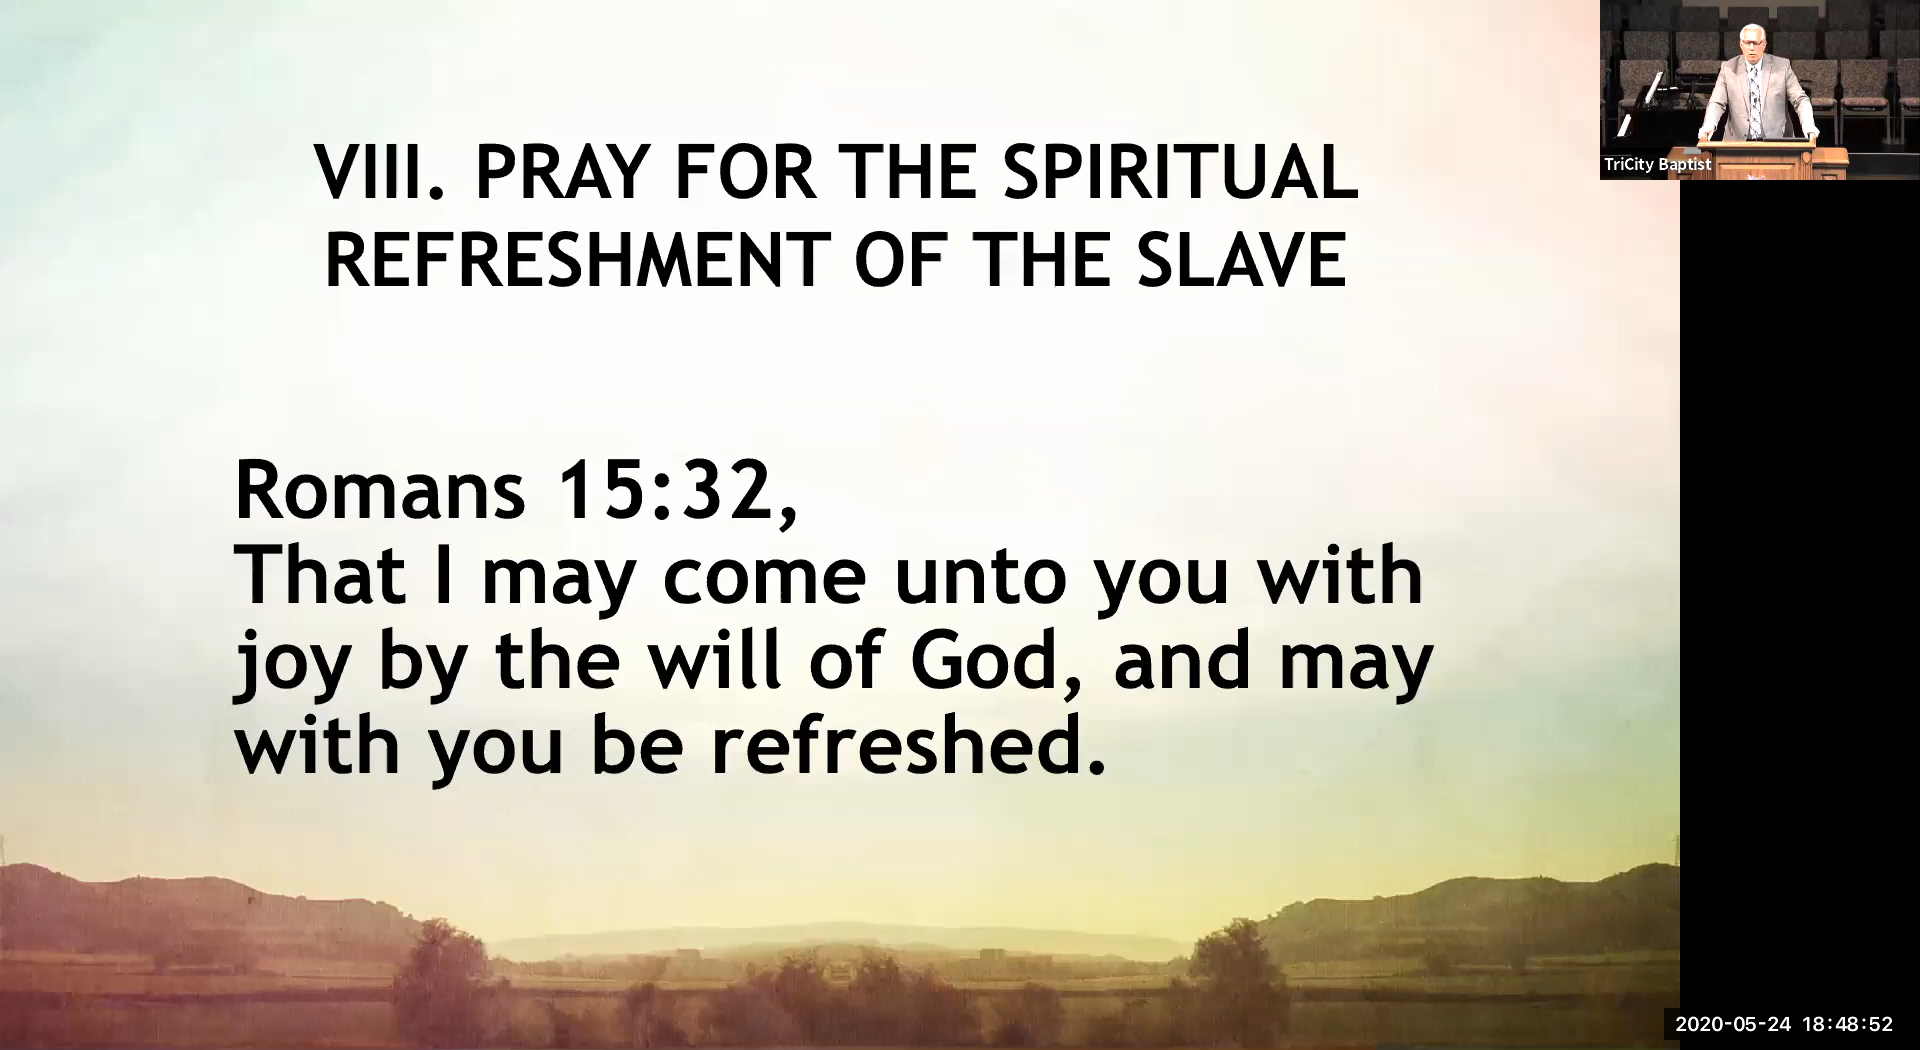 VIII. PRAY FOR THE SPIRITUAL
REFRESHMENT OF THE SLAVE
Romans 15:32,
That I may come unto you with
joy by the will of God, and may
with you be refreshed.
TriCity Baptist
2020-05-24 18:48:52